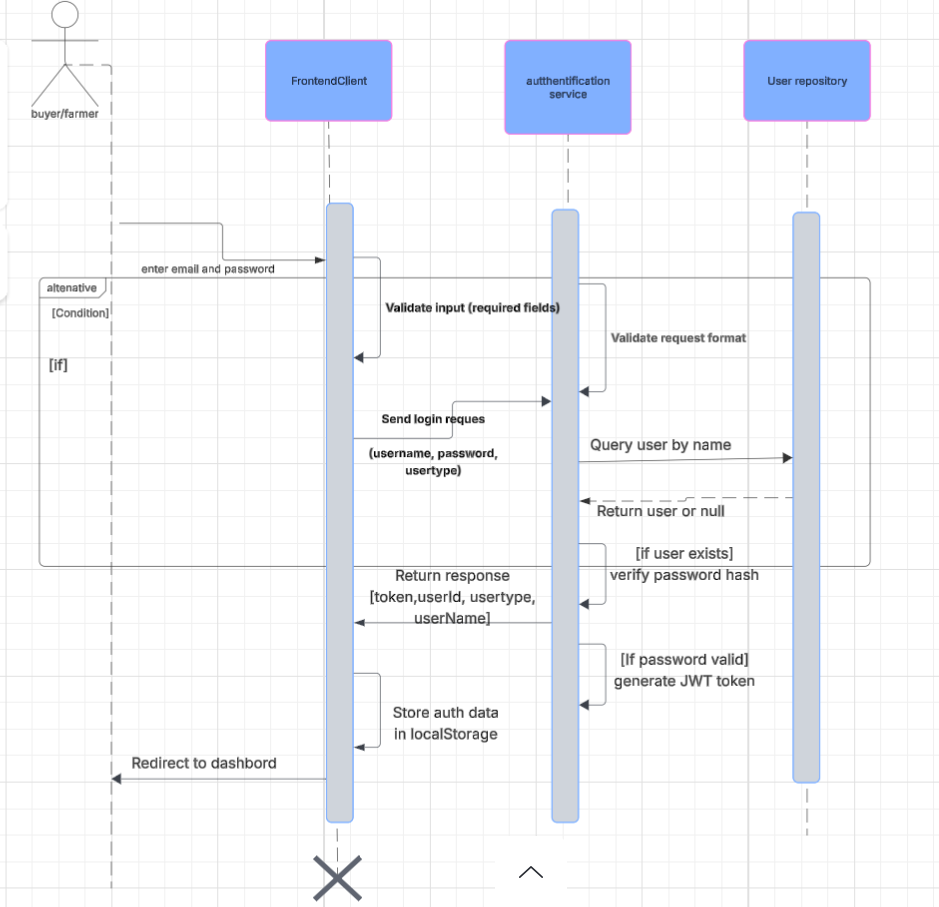 buyer/farmer
FrontendClient
autthentification
service
User repository
enter email and password
altenative
[Condition]
[if]
Validate input (required fields)
Validate request format
Send login reques
(username, password,
usertype)
Query user by name
Return user or null
[if user exists]
verify password hash
Return response
[token,userId, usertype,
userName]
[If password valid]
generate JWT token
Store auth data
in localStorage
Redirect to dashbord